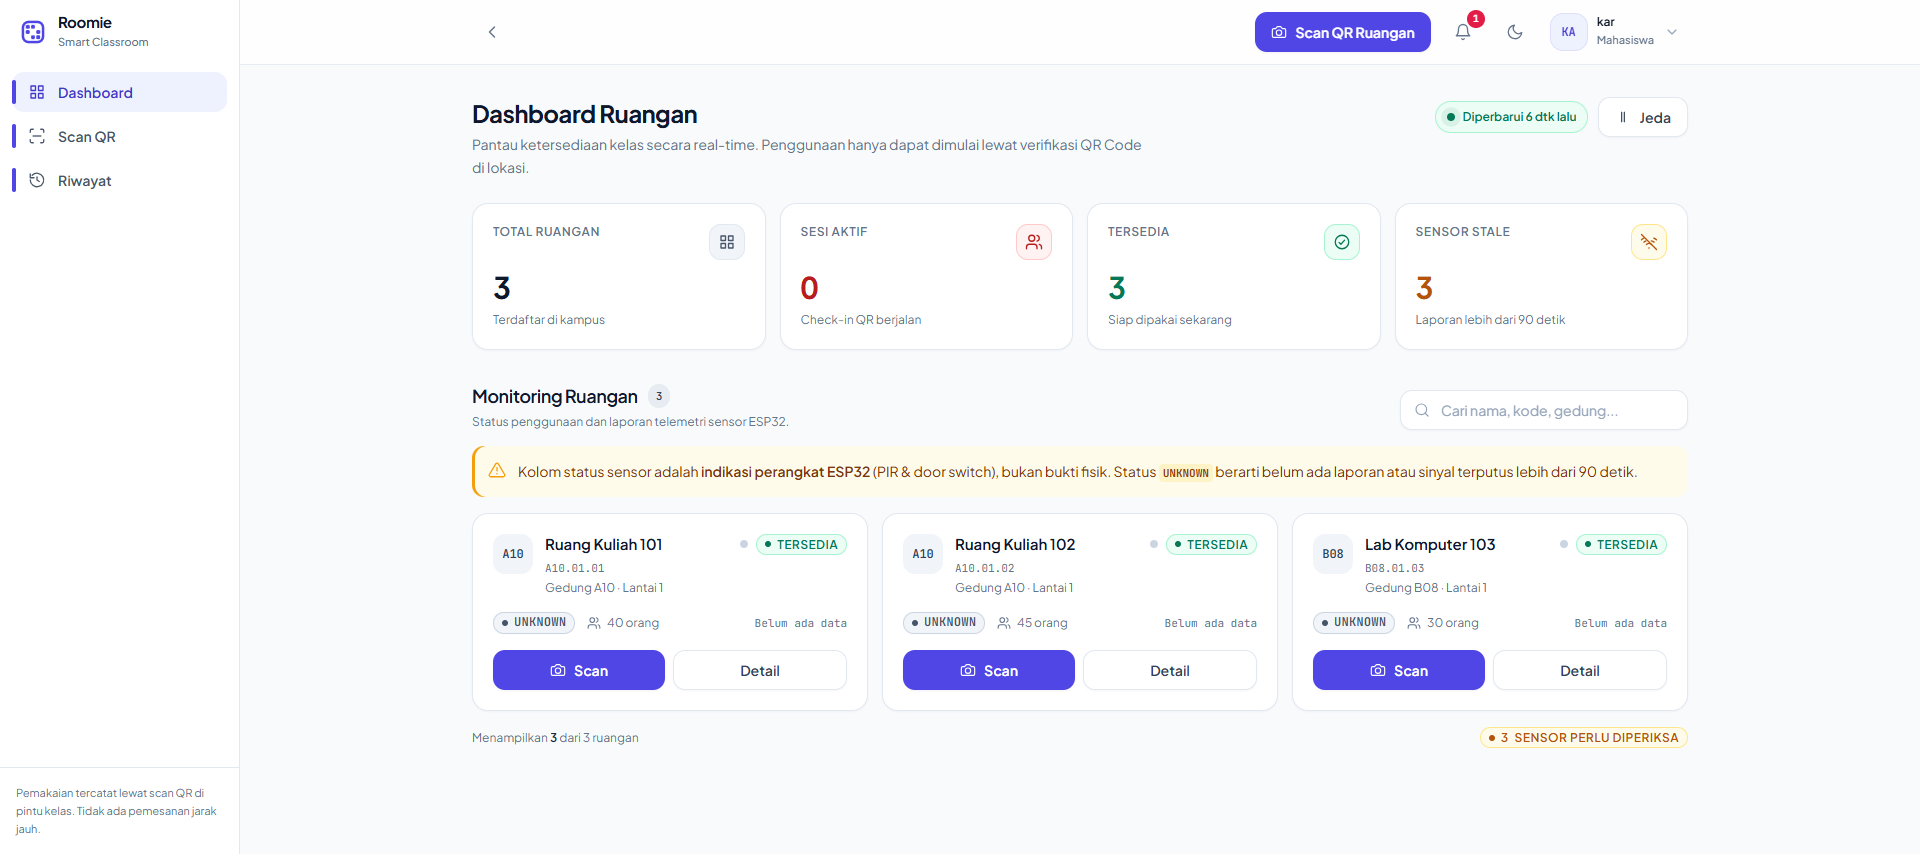 Roomie
Smart Classroom
Dashboard
Scan QR
Riwayat
Pemakaian tercatat lewat scan QR di
pintu kelas. Tidak ada pemesanan jarak
jauh.
Scan QR Ruangan
1
KA
kar
Mahasiswa
Dashboard Ruangan
Pantau ketersediaan kelas secara real-time. Penggunaan hanya dapat dimulai lewat verifikasi QR Code
di lokasi.
Diperbarui 6 dtk lalu
Jeda
TOTAL RUANGAN
3
Terdaftar di kampus
SESI AKTIF
0
Check-in QR berjalan
TERSEDIA
3
Siap dipakai sekarang
SENSOR STALE
3
Laporan lebih dari 90 detik
Monitoring Ruangan 3
Status penggunaan dan laporan telemetri sensor ESP32.
Cari nama, kode, gedung...
Kolom status sensor adalah indikasi perangkat ESP32 (PIR & door switch), bukan bukti fisik. Status UNKNOWN berarti belum ada laporan atau sinyal terputus lebih dari 90 detik.
A10
Ruang Kuliah 101
TERSEDIA
A10.01.01
Gedung A10 · Lantai 1
UNKNOWN
40 orang
Belum ada data
Scan
Detail
A10
Ruang Kuliah 102
TERSEDIA
A10.01.02
Gedung A10 · Lantai 1
UNKNOWN
45 orang
Belum ada data
Scan
Detail
B08
Lab Komputer 103
TERSEDIA
B08.01.03
Gedung B08 · Lantai 1
UNKNOWN
30 orang
Belum ada data
Scan
Detail
Menampilkan 3 dari 3 ruangan
3 SENSOR PERLU DIPERIKSA